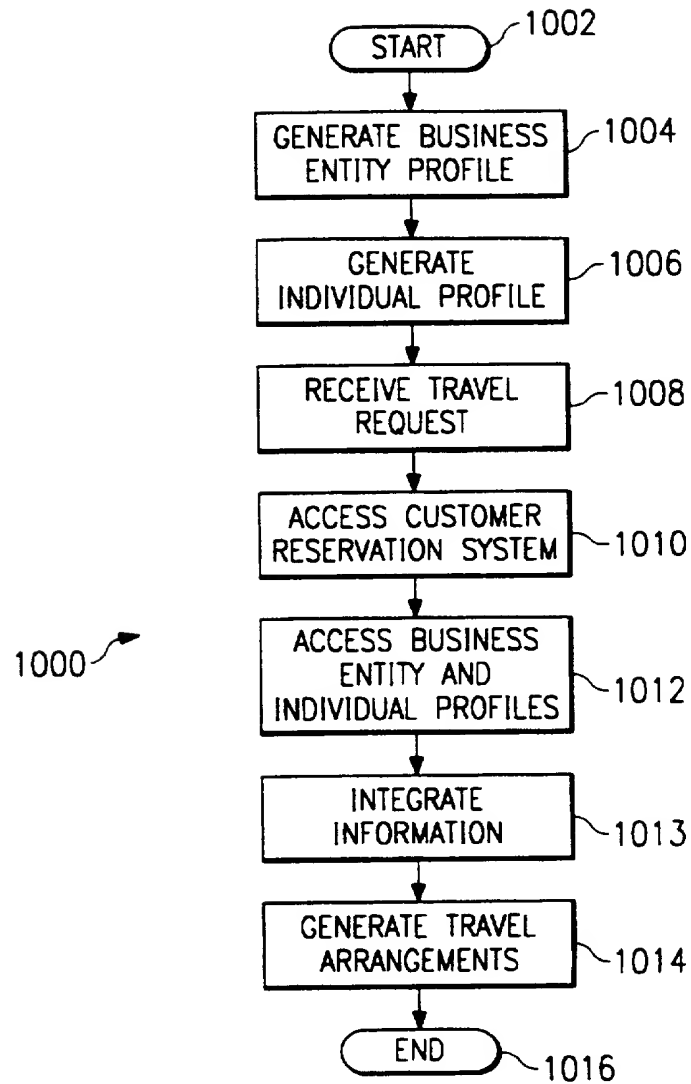 START
1002
GENERATE BUSINESS
ENTITY PROFILE
1004
GENERATE
INDIVIDUAL PROFILE
1006
RECEIVE TRAVEL
REQUEST
1008
ACCESS CUSTOMER
RESERVATION SYSTEM
1010
1000
ACCESS BUSINESS
ENTITY AND
INDIVIDUAL PROFILES
1012
INTEGRATE
INFORMATION
1013
GENERATE TRAVEL
ARRANGEMENTS
1014
END
1016